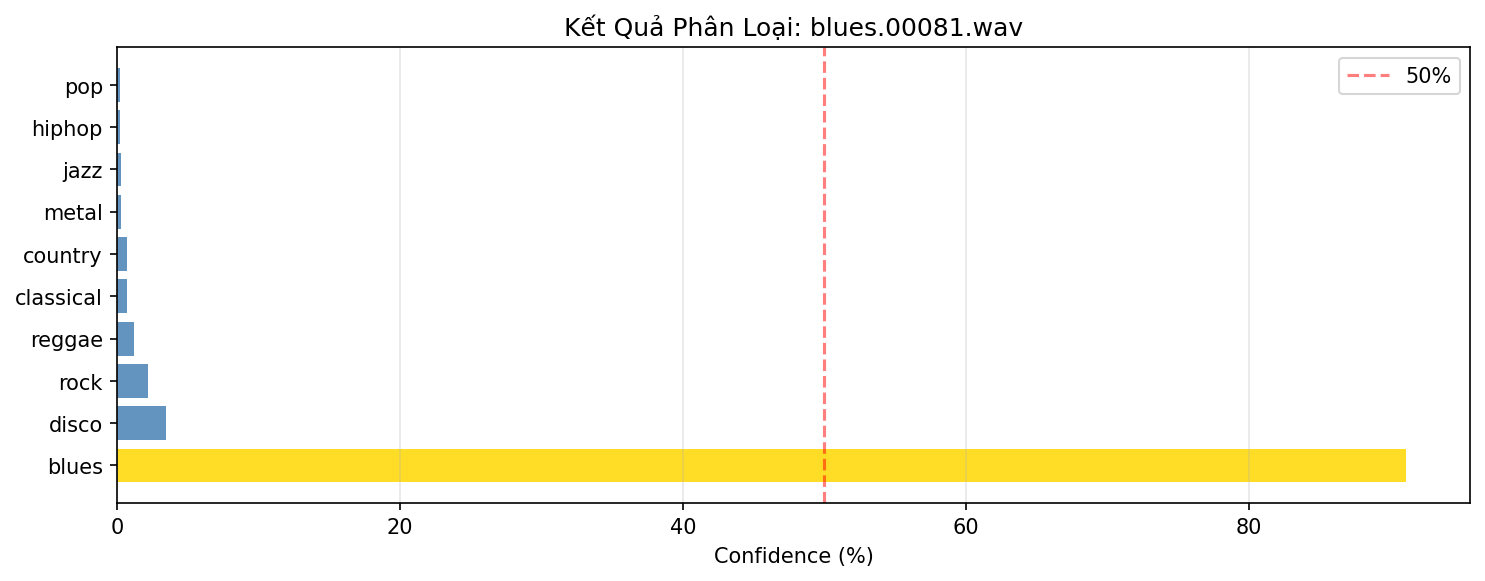 Kết Quả Phân Loại: blues.00081.wav
50%
pop
hiphop
jazz
metal
country
classical
reggae
rock
disco
blues
0 20 40 60 80
Confidence (%)